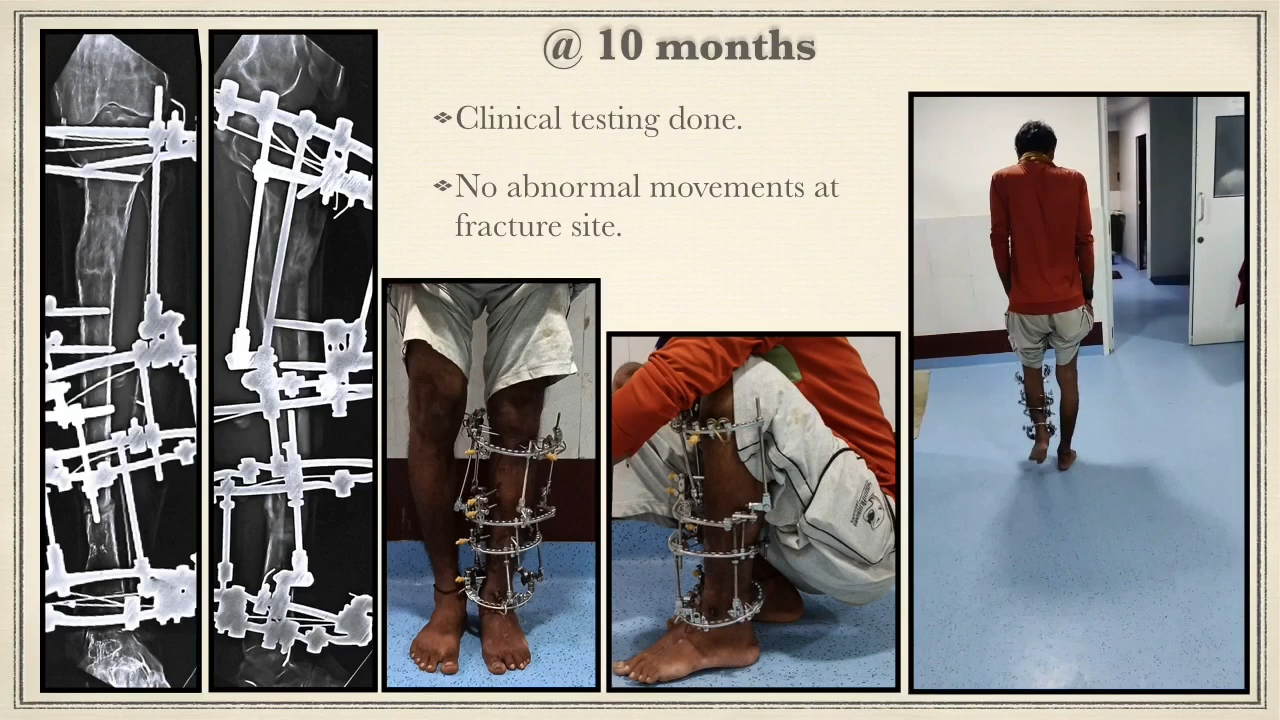 @ 10 months
❖Clinical testing done.
❖No abnormal movements at
fracture site.